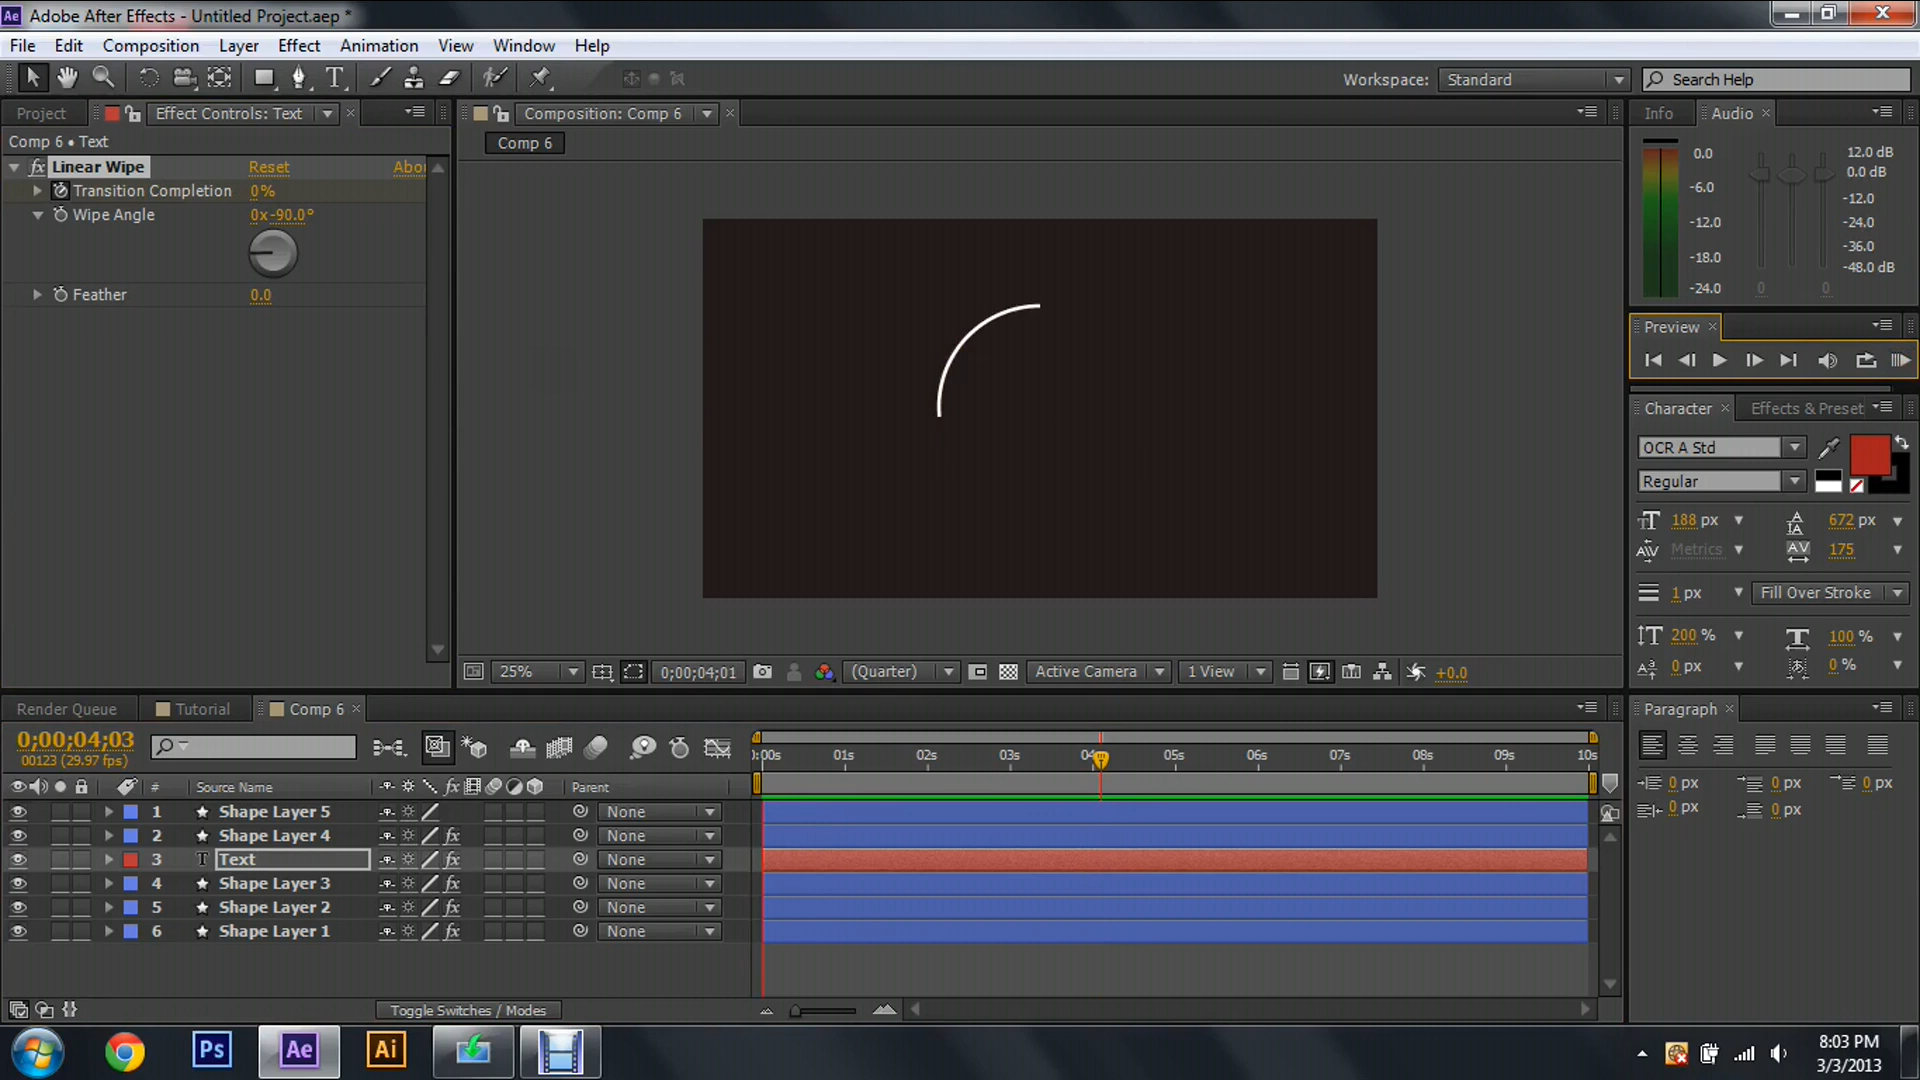 Adobe After Effects - Untitled Project.aep *
File Edit Composition Layer Effect Animation View Window Help
Workspace: Standard Search Help
Project Effect Controls: Text
Composition: Comp 6
Info Audio
Comp 6 • Text
Comp 6
Linear Wipe Reset
Transition Completion 0%
Wipe Angle 0x-90.0°
Feather 0.0
0.0
-6.0
-12.0
-18.0
-24.0
12.0 dB
0.0 dB
-12.0
-24.0
-36.0
-48.0 dB
0 0
Preview
Character Effects & Preset
OCR A Std
Regular
188 px 672 px
Metrics 175
1 px Fill Over Stroke
200 % 100 %
0 px 0 %
25% 0;00;04;01 (Quarter) Active Camera 1 View +0.0
Render Queue Tutorial Comp 6
0;00;04;03
00123 (29.97 fps)
:00s 01s 02s 03s 04 05s 06s 07s 08s 09s 10s
# Source Name fx Parent
1 Shape Layer 5 None
2 Shape Layer 4 fx None
3 T Text fx None
4 Shape Layer 3 fx None
5 Shape Layer 2 fx None
6 Shape Layer 1 fx None
Toggle Switches / Modes
Paragraph
0 px 0 px 0 px
0 px 0 px
Ps Ae Ai
8:03 PM
3/3/2013